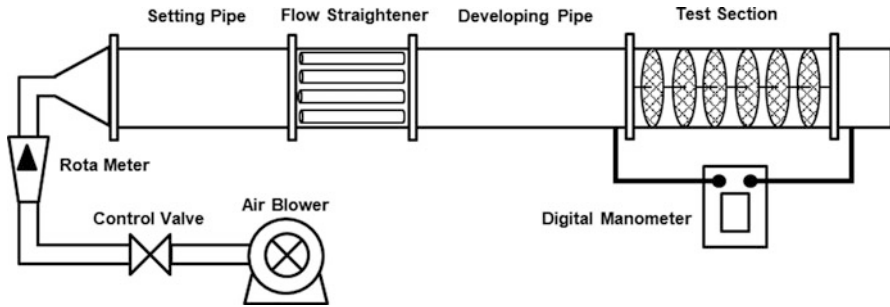 Setting Pipe
Flow Straightener
Developing Pipe
Test Section
Rota Meter
Control Valve
Air Blower
Digital Manometer